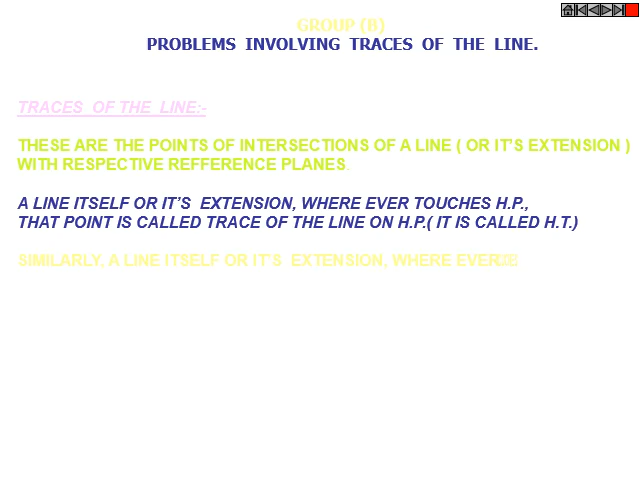 GROUP (B)
PROBLEMS INVOLVING TRACES OF THE LINE.
TRACES OF THE LINE:-
THESE ARE THE POINTS OF INTERSECTIONS OF A LINE ( OR IT'S EXTENSION )
WITH RESPECTIVE REFFERENCE PLANES.
A LINE ITSELF OR IT'S EXTENSION, WHERE EVER TOUCHES H.P.,
THAT POINT IS CALLED TRACE OF THE LINE ON H.P.( IT IS CALLED H.T.)
SIMILARLY, A LINE ITSELF OR IT'S EXTENSION, WHERE EVER